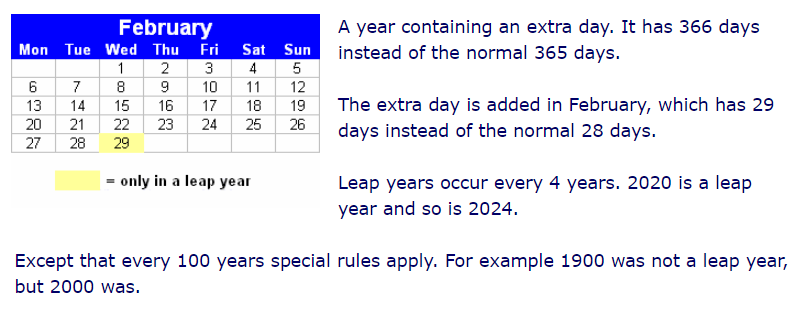 February
Mon Tue Wed Thu Fri Sat Sun
1 2 3 4 5
6 7 8 9 10 11 12
13 14 15 16 17 18 19
20 21 22 23 24 25 26
27 28 29
= only in a leap year
A year containing an extra day. It has 366 days
instead of the normal 365 days.
The extra day is added in February, which has 29
days instead of the normal 28 days.
Leap years occur every 4 years. 2020 is a leap
year and so is 2024.
Except that every 100 years special rules apply. For example 1900 was not a leap year,
but 2000 was.